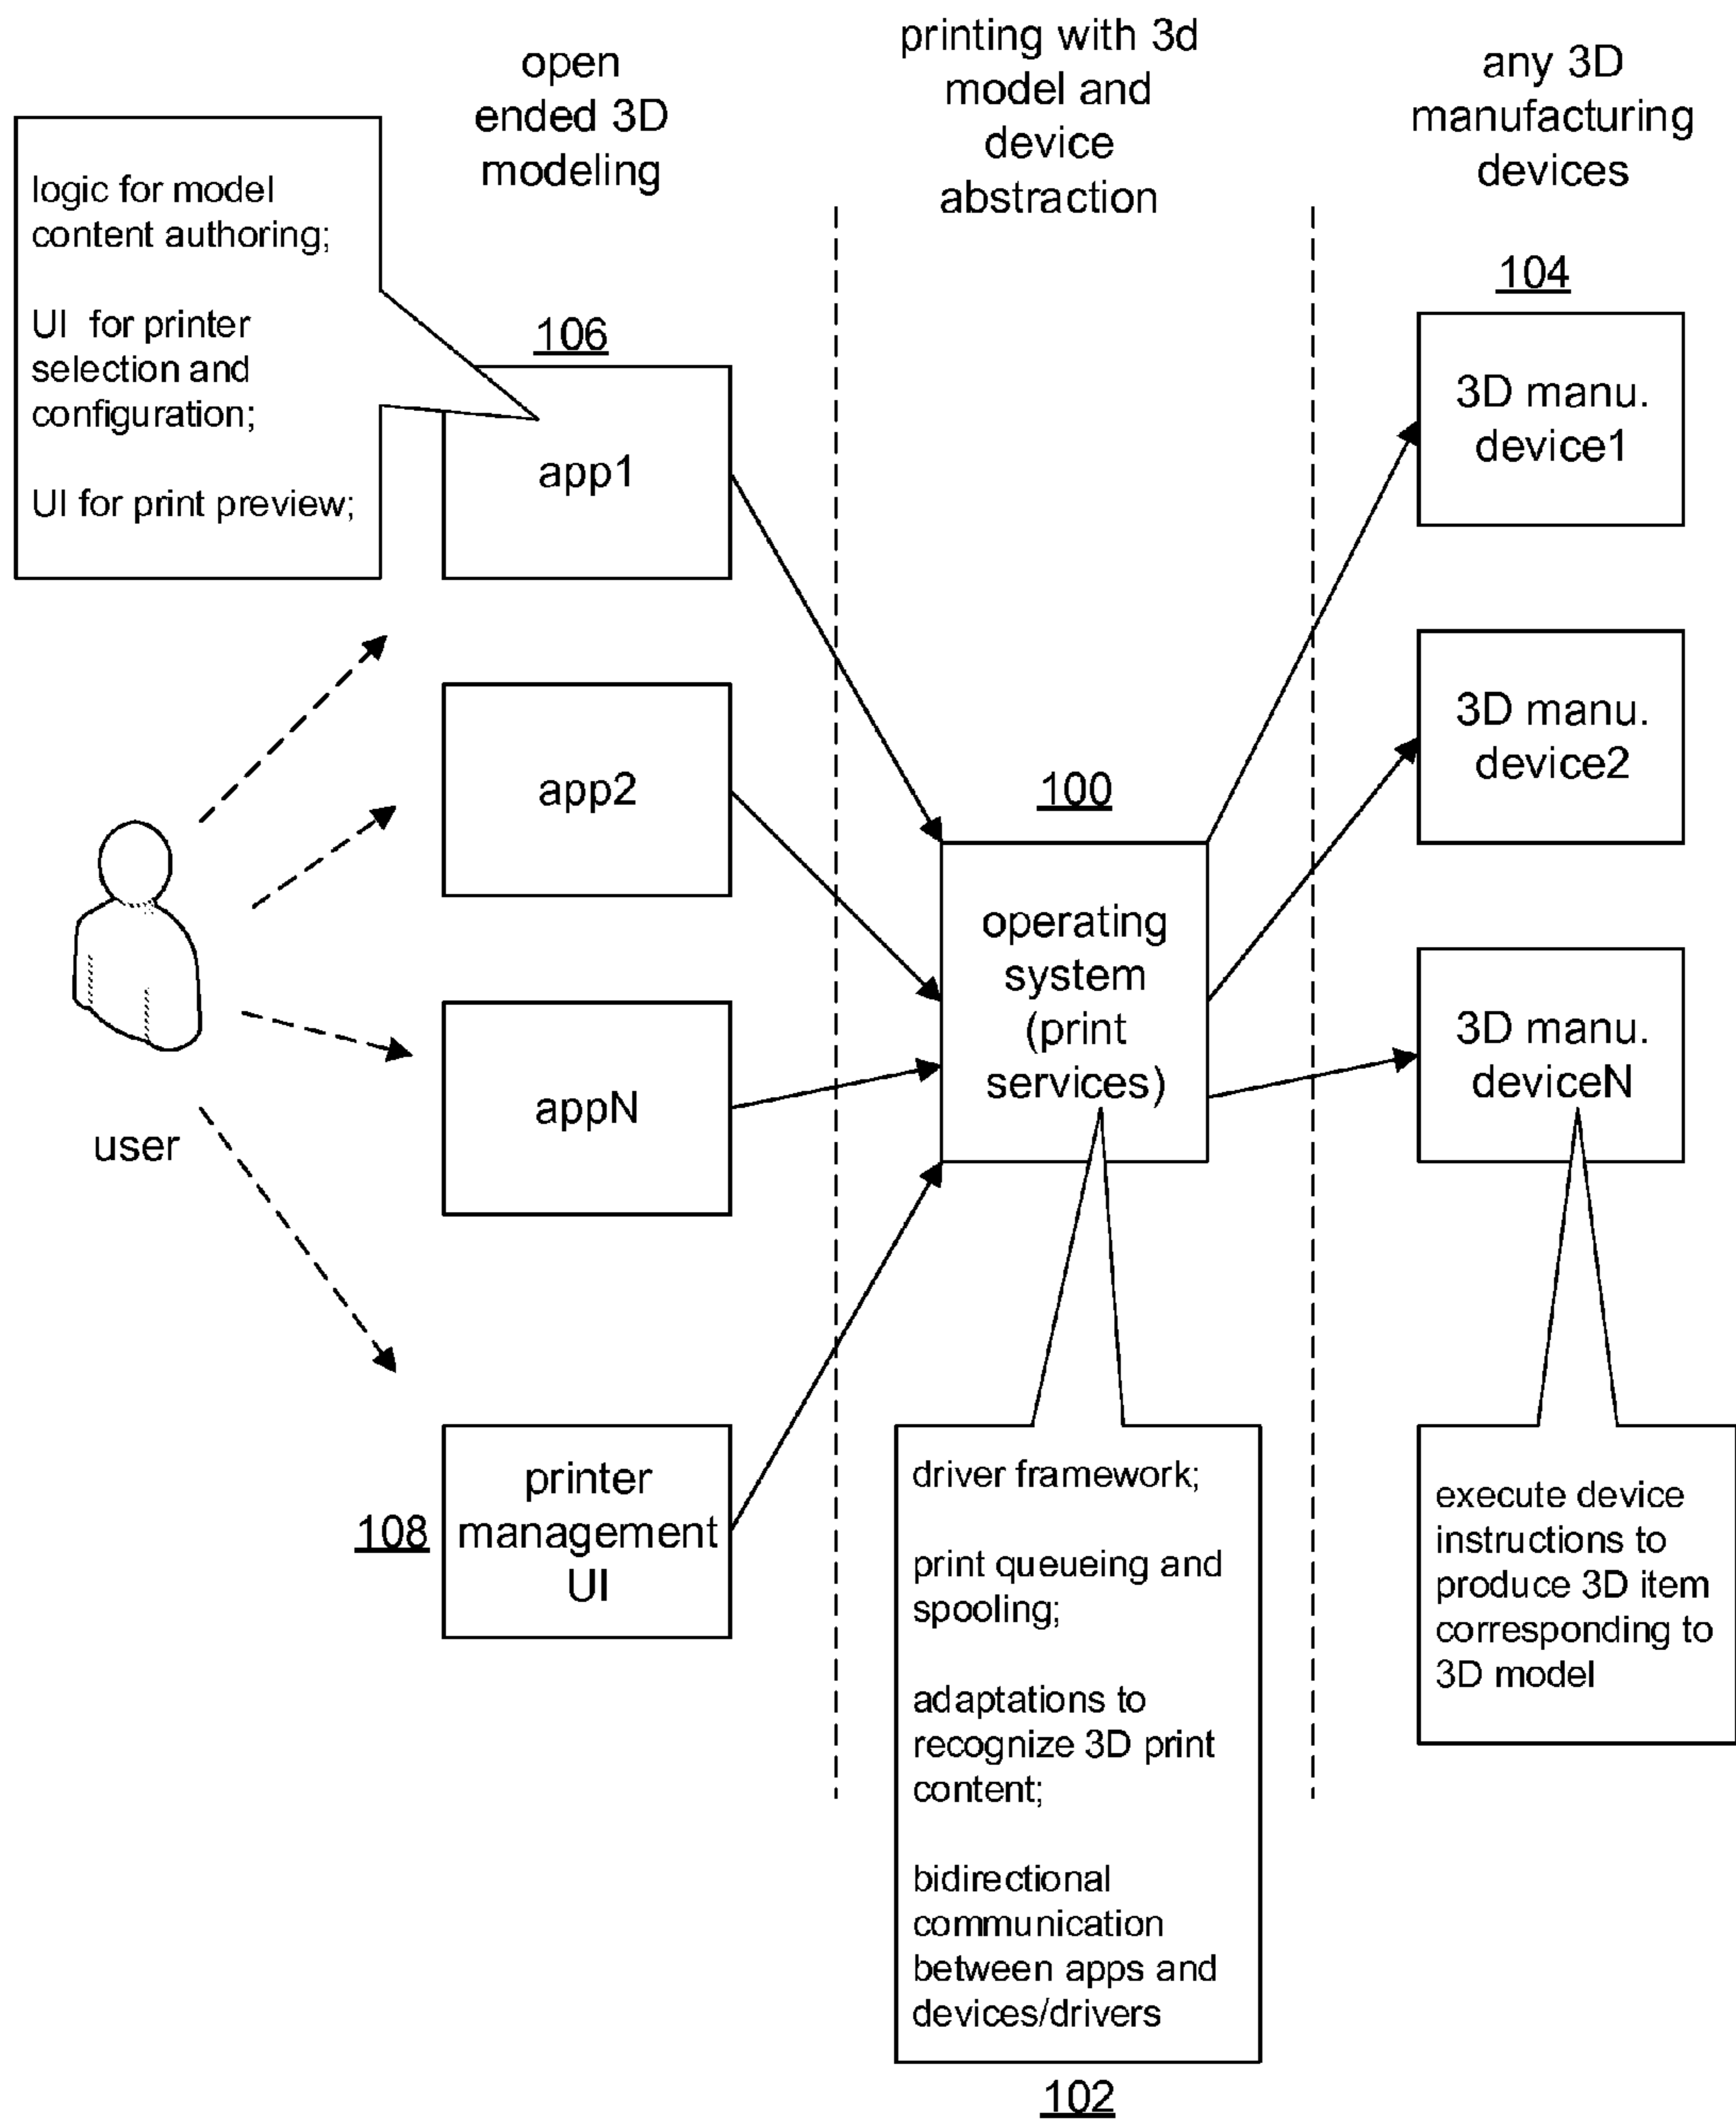 open
ended 3D
modeling
printing with 3d
model and
device
abstraction
any 3D
manufacturing
devices
logic for model
content authoring;
UI for printer
selection and
configuration;
UI for print preview;
106
app1
app2
appN
user
108
printer
management
UI
100
operating
system
(print
services)
driver framework;
print queueing and
spooling;
adaptations to
recognize 3D print
content;
bidirectional
communication
between apps and
devices/drivers
102
104
3D manu.
device1
3D manu.
device2
3D manu.
deviceN
execute device
instructions to
produce 3D item
corresponding to
3D model